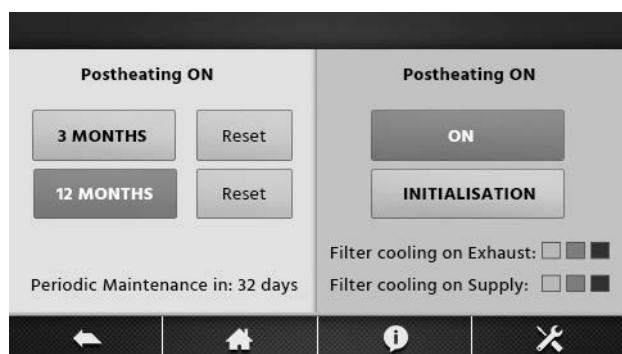 Postheating ON
3 MONTHS Reset
12 MONTHS Reset
Periodic Maintenance in: 32 days
Postheating ON
ON
INITIALISATION
Filter cooling on Exhaust:
Filter cooling on Supply: